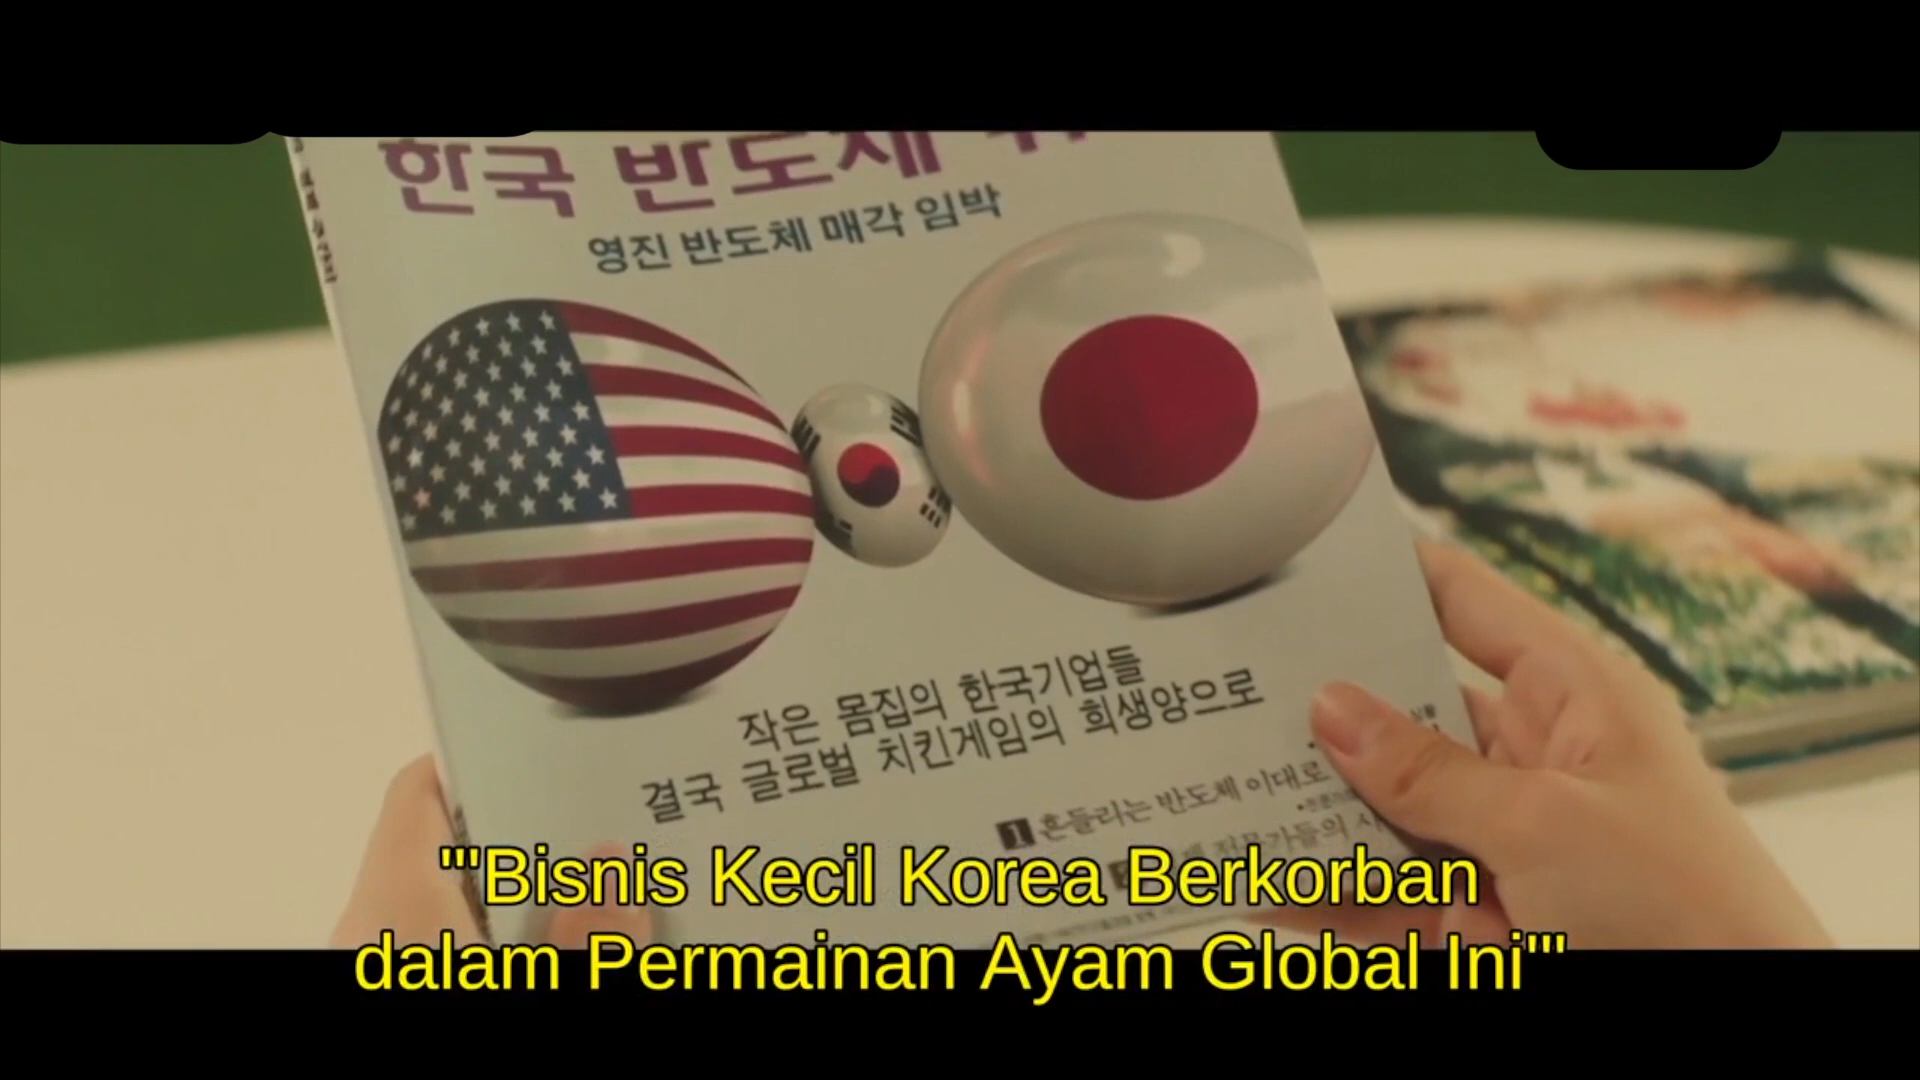 한국 반도체
영진 반도체 매각 임박
작은 몸집의 한국기업들
결국 글로벌 치킨게임의 희생양으로
1 흔들리는 반도체 이대로
"'Bisnis Kecil Korea Berkorban
dalam Permainan Ayam Global Ini'"